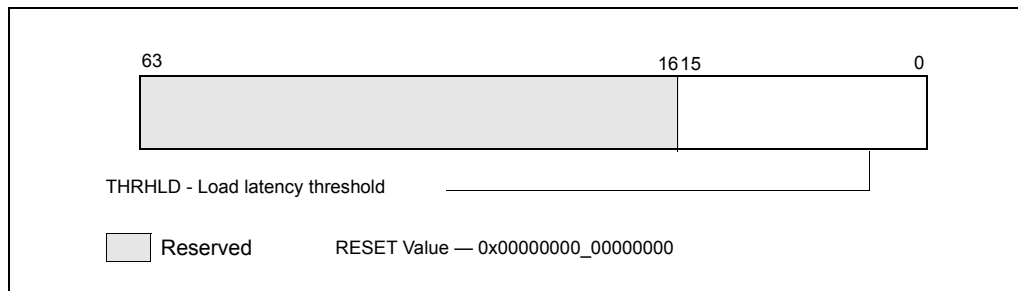 63 16 15 0
THRHLD - Load latency threshold
Reserved RESET Value — 0x00000000_00000000